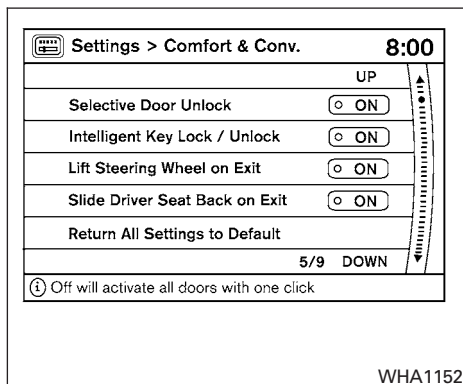 Settings > Comfort & Conv. 8:00
UP
Selective Door Unlock ON
Intelligent Key Lock / Unlock ON
Lift Steering Wheel on Exit ON
Slide Driver Seat Back on Exit ON
Return All Settings to Default
5/9 DOWN
i Off will activate all doors with one click
WHA1152